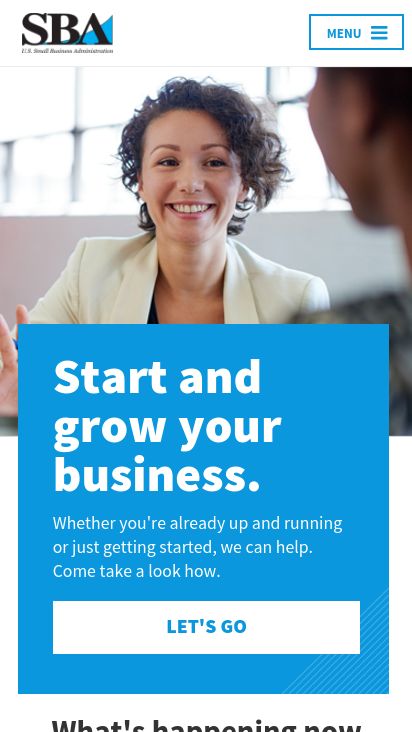 SBA
U.S. Small Business Administration
MENU
Start and
grow your
business.
Whether you're already up and running
or just getting started, we can help.
Come take a look how.
LET'S GO
What's happening now